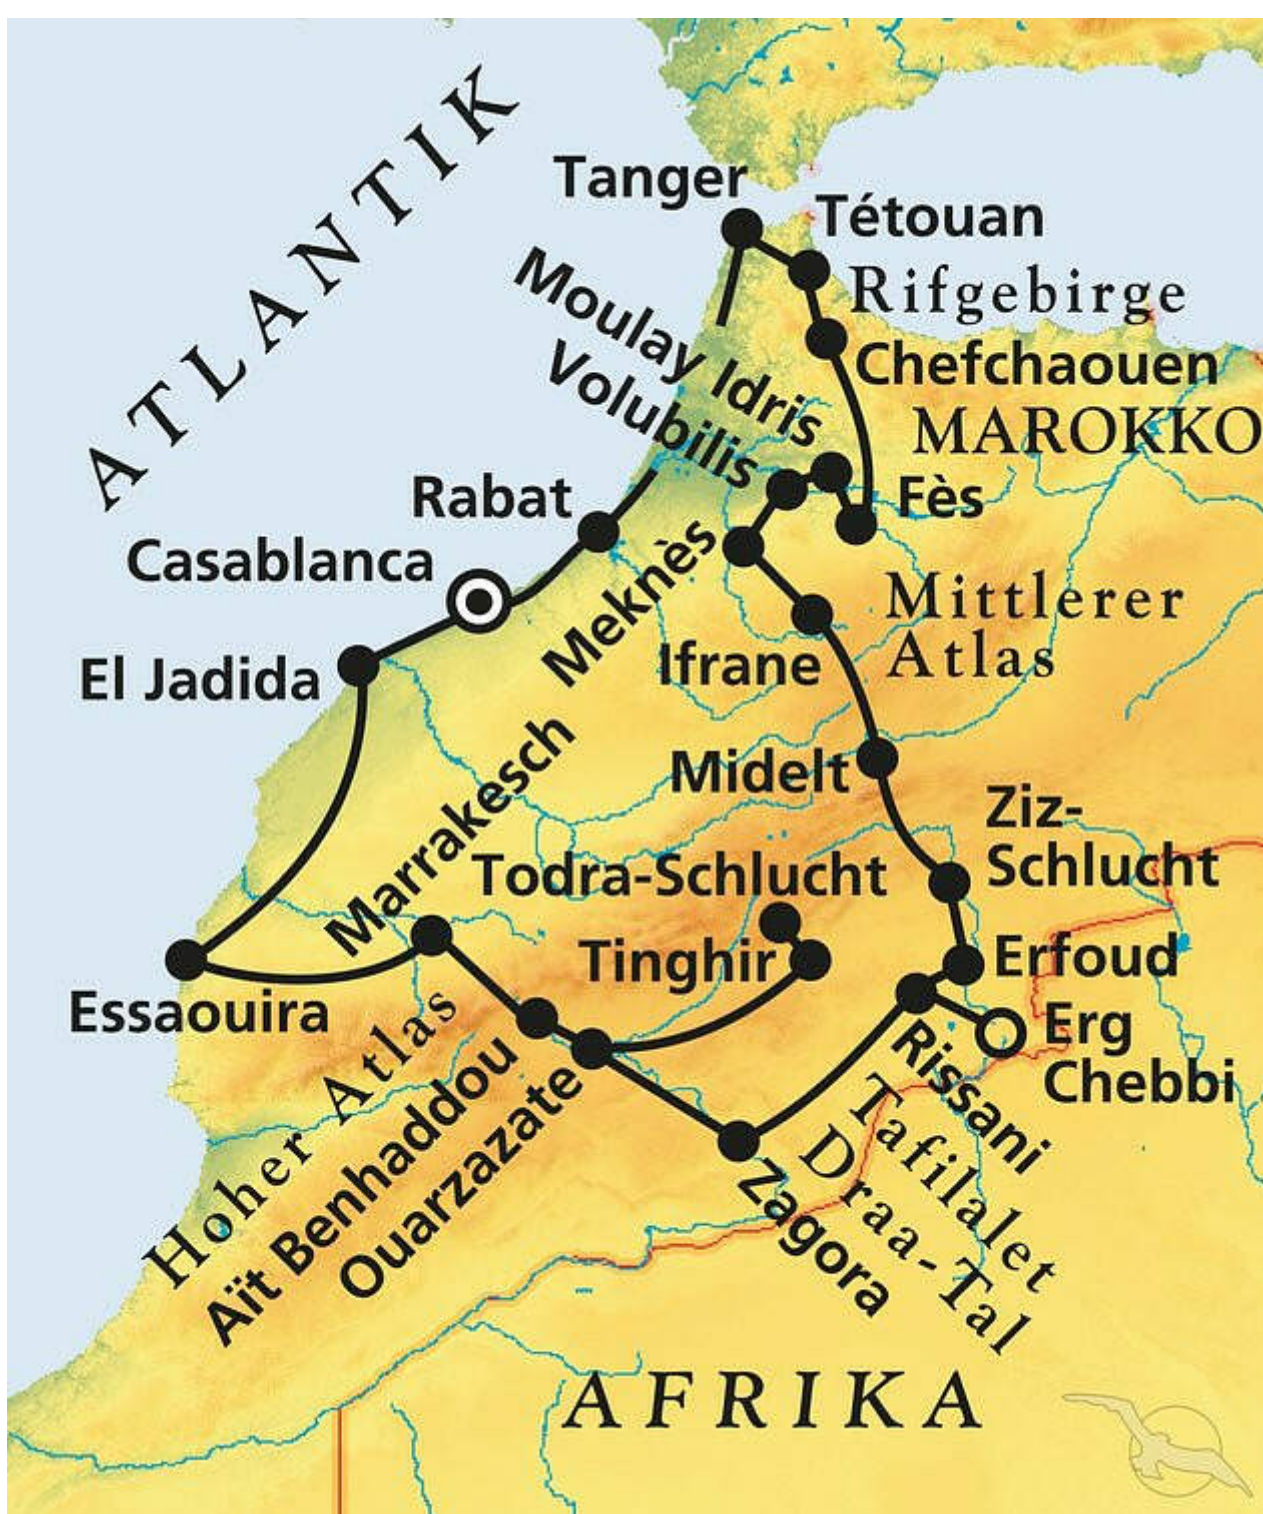 ATLANTIK
Tanger
Tétouan
Rifgebirge
Moulay Idris
Volubilis
Chefchaouen
MAROKKO
Rabat
Fès
Casablanca
Meknès
Mittlerer
Atlas
El Jadida
Ifrane
Marrakesch
Midelt
Ziz-
Schlucht
Todra-Schlucht
Tinghir
Erfoud
Essaouira
Erg
Chebbi
Rissani
Hoher Atlas
Aït Benhaddou
Ouarzazate
Tafilalet
Draa-Tal
Zagora
AFRIKA